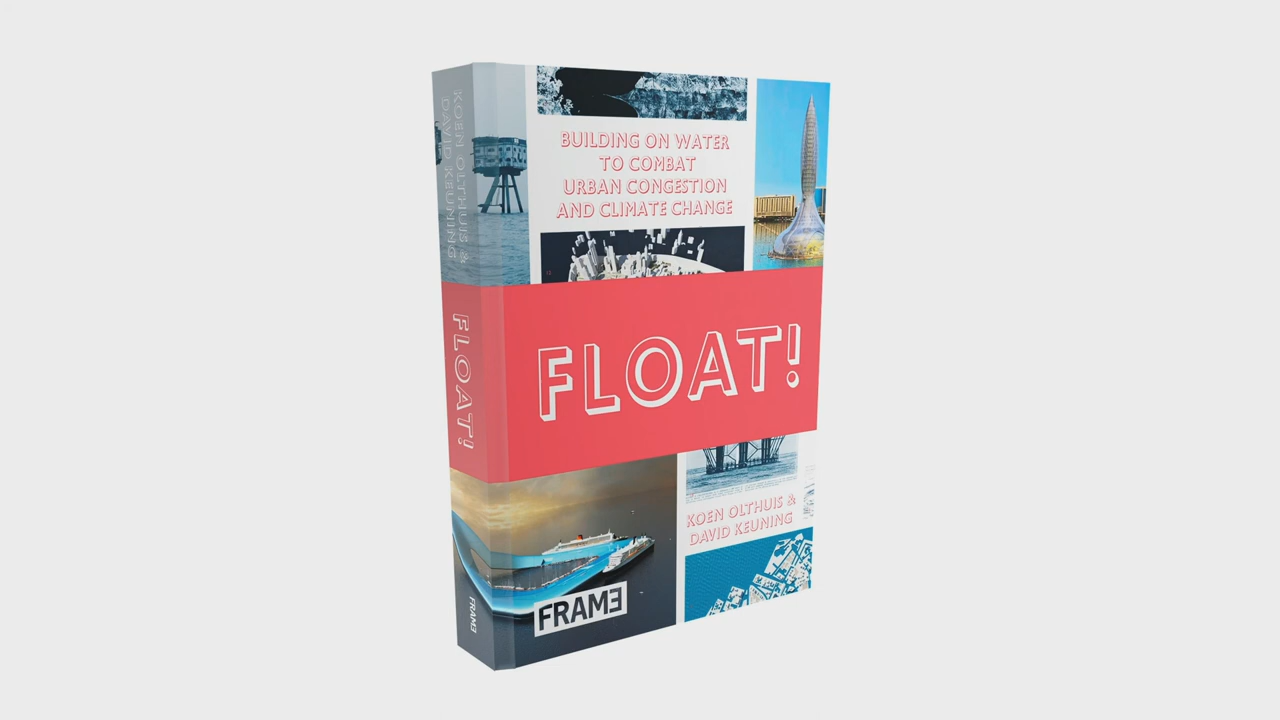 KOEN OLTHUIS &
DAVID KEUNING
FLOAT!
FRAME
BUILDING ON WATER
TO COMBAT
URBAN CONGESTION
AND CLIMATE CHANGE
FLOAT!
KOEN OLTHUIS &
DAVID KEUNING
FRAMƎ